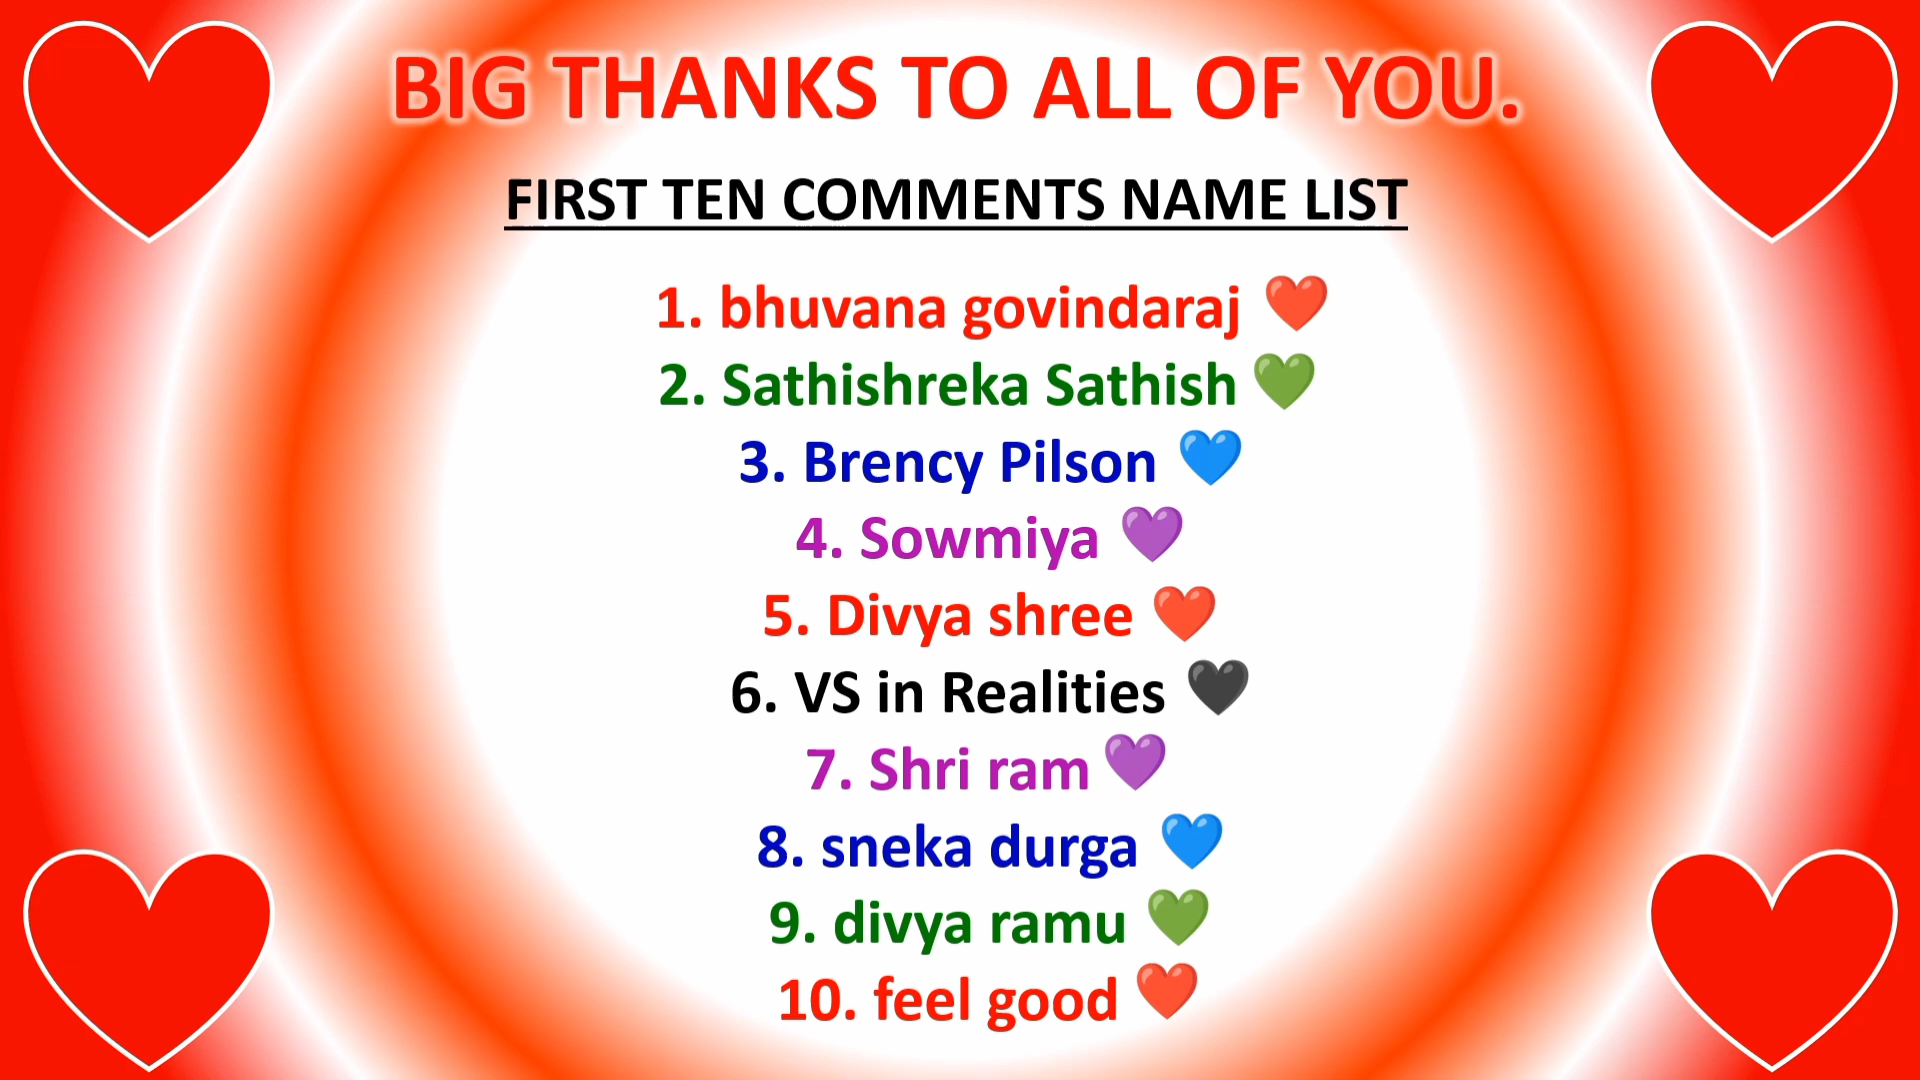 BIG THANKS TO ALL OF YOU.
FIRST TEN COMMENTS NAME LIST
1. bhuvana govindaraj ❤️
2. Sathishreka Sathish 💚
3. Brency Pilson 💙
4. Sowmiya 💜
5. Divya shree ❤️
6. VS in Realities 🖤
7. Shri ram 💜
8. sneka durga 💙
9. divya ramu 💚
10. feel good ❤️